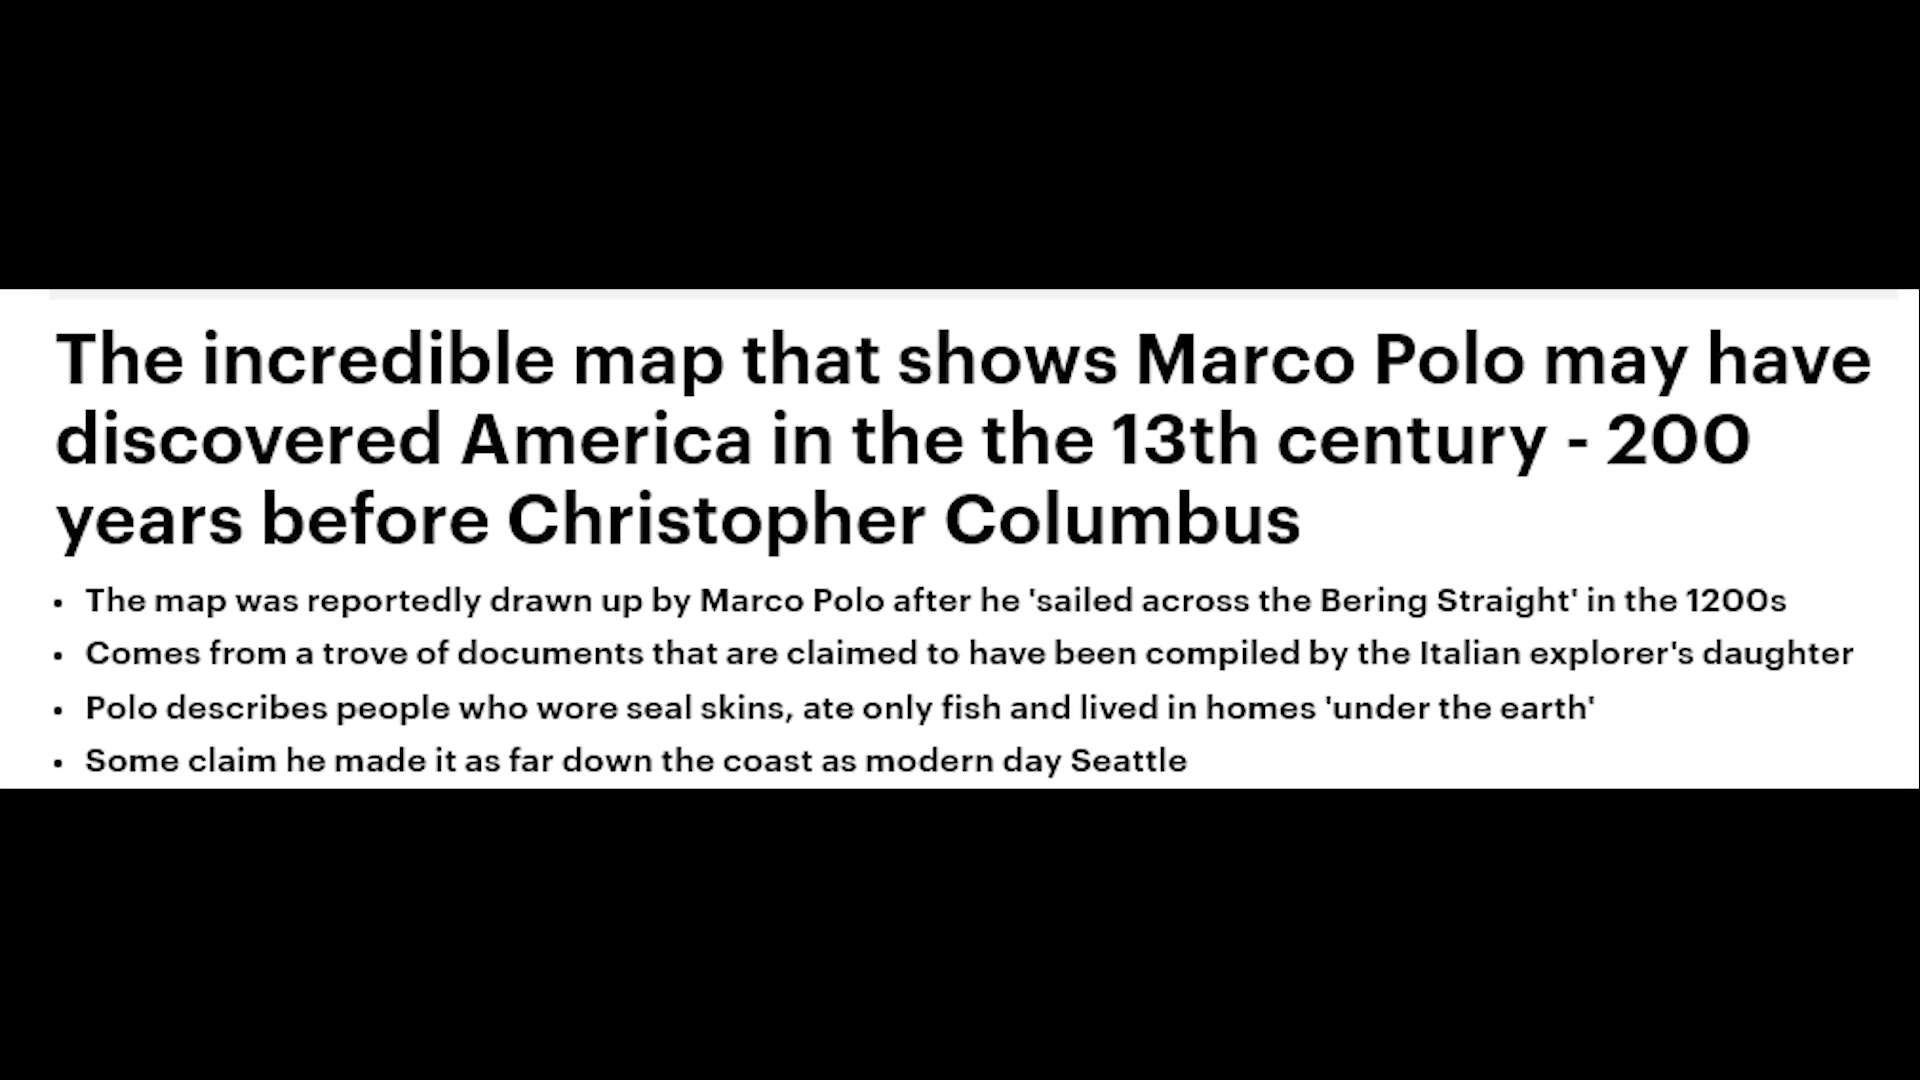 The incredible map that shows Marco Polo may have
discovered America in the the 13th century - 200
years before Christopher Columbus
• The map was reportedly drawn up by Marco Polo after he 'sailed across the Bering Straight' in the 1200s
• Comes from a trove of documents that are claimed to have been compiled by the Italian explorer's daughter
• Polo describes people who wore seal skins, ate only fish and lived in homes 'under the earth'
• Some claim he made it as far down the coast as modern day Seattle